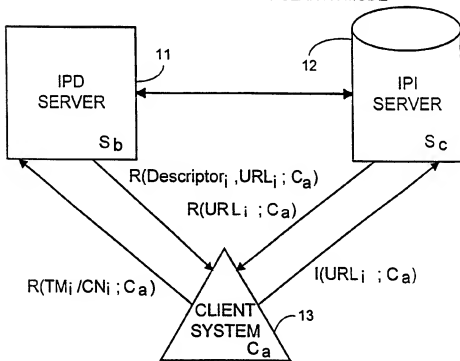 11
12
IPD
SERVER
Sb
IPI
SERVER
Sc
R(Descriptori ,URLi ; Ca)
R(URLi ; Ca)
R(TMi /CNi ; Ca)
I(URLi ; Ca)
CLIENT
SYSTEM
Ca
13